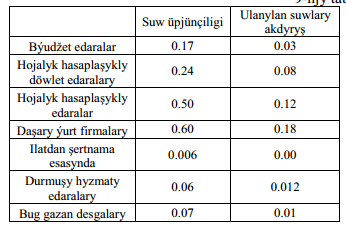 Suw üpjünçiligi
Ulanylan suwlary
akdyryş
Býudžet edaralar 0.17 0.03
Hojalyk hasaplaşykly
döwlet edaralary 0.24 0.08
Hojalyk hasaplaşykly
edaralar 0.50 0.12
Daşary ýurt firmalary 0.60 0.18
Ilatdan şertnama
esasynda 0.006 0.00
Durmuşy hyzmaty
edaralary 0.06 0.012
Bug gazan desgalary 0.07 0.01